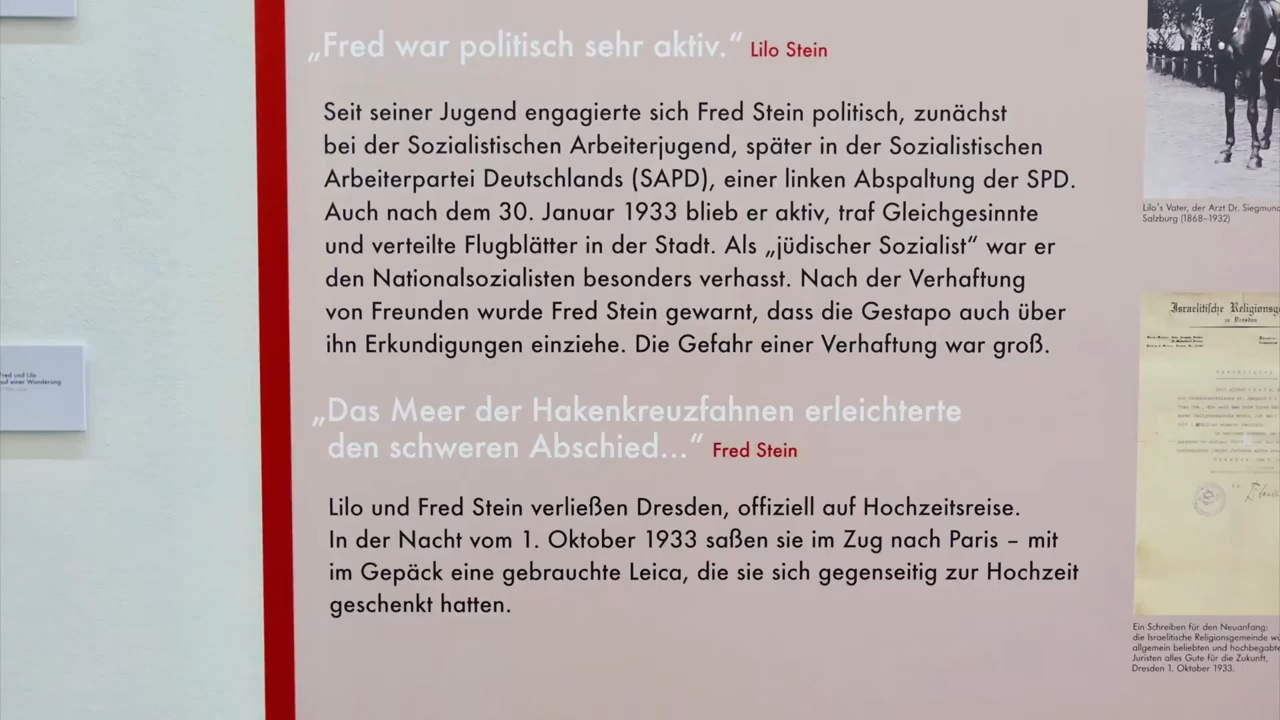 „Fred war politisch sehr aktiv.“ Lilo Stein
Seit seiner Jugend engagierte sich Fred Stein politisch, zunächst
bei der Sozialistischen Arbeiterjugend, später in der Sozialistischen
Arbeiterpartei Deutschlands (SAPD), einer linken Abspaltung der SPD.
Auch nach dem 30. Januar 1933 blieb er aktiv, traf Gleichgesinnte
und verteilte Flugblätter in der Stadt. Als „jüdischer Sozialist“ war er
den Nationalsozialisten besonders verhasst. Nach der Verhaftung
von Freunden wurde Fred Stein gewarnt, dass die Gestapo auch über
ihn Erkundigungen einziehe. Die Gefahr einer Verhaftung war groß.
„Das Meer der Hakenkreuzfahnen erleichterte
den schweren Abschied...“ Fred Stein
Lilo und Fred Stein verließen Dresden, offiziell auf Hochzeitsreise.
In der Nacht vom 1. Oktober 1933 saßen sie im Zug nach Paris – mit
im Gepäck eine gebrauchte Leica, die sie sich gegenseitig zur Hochzeit
geschenkt hatten.
Fred und Lilo
auf einer Wanderung
Lilo's Vater, der Arzt Dr. Siegmund
Salzburg (1868–1932)
Israelitische Religionsg
zu Dresden
Ein Schreiben für den Neuanfang:
die Israelitische Religionsgemeinde wü
allgemein beliebten und hochbegabte
Juristen alles Gute für die Zukunft,
Dresden 1. Oktober 1933.